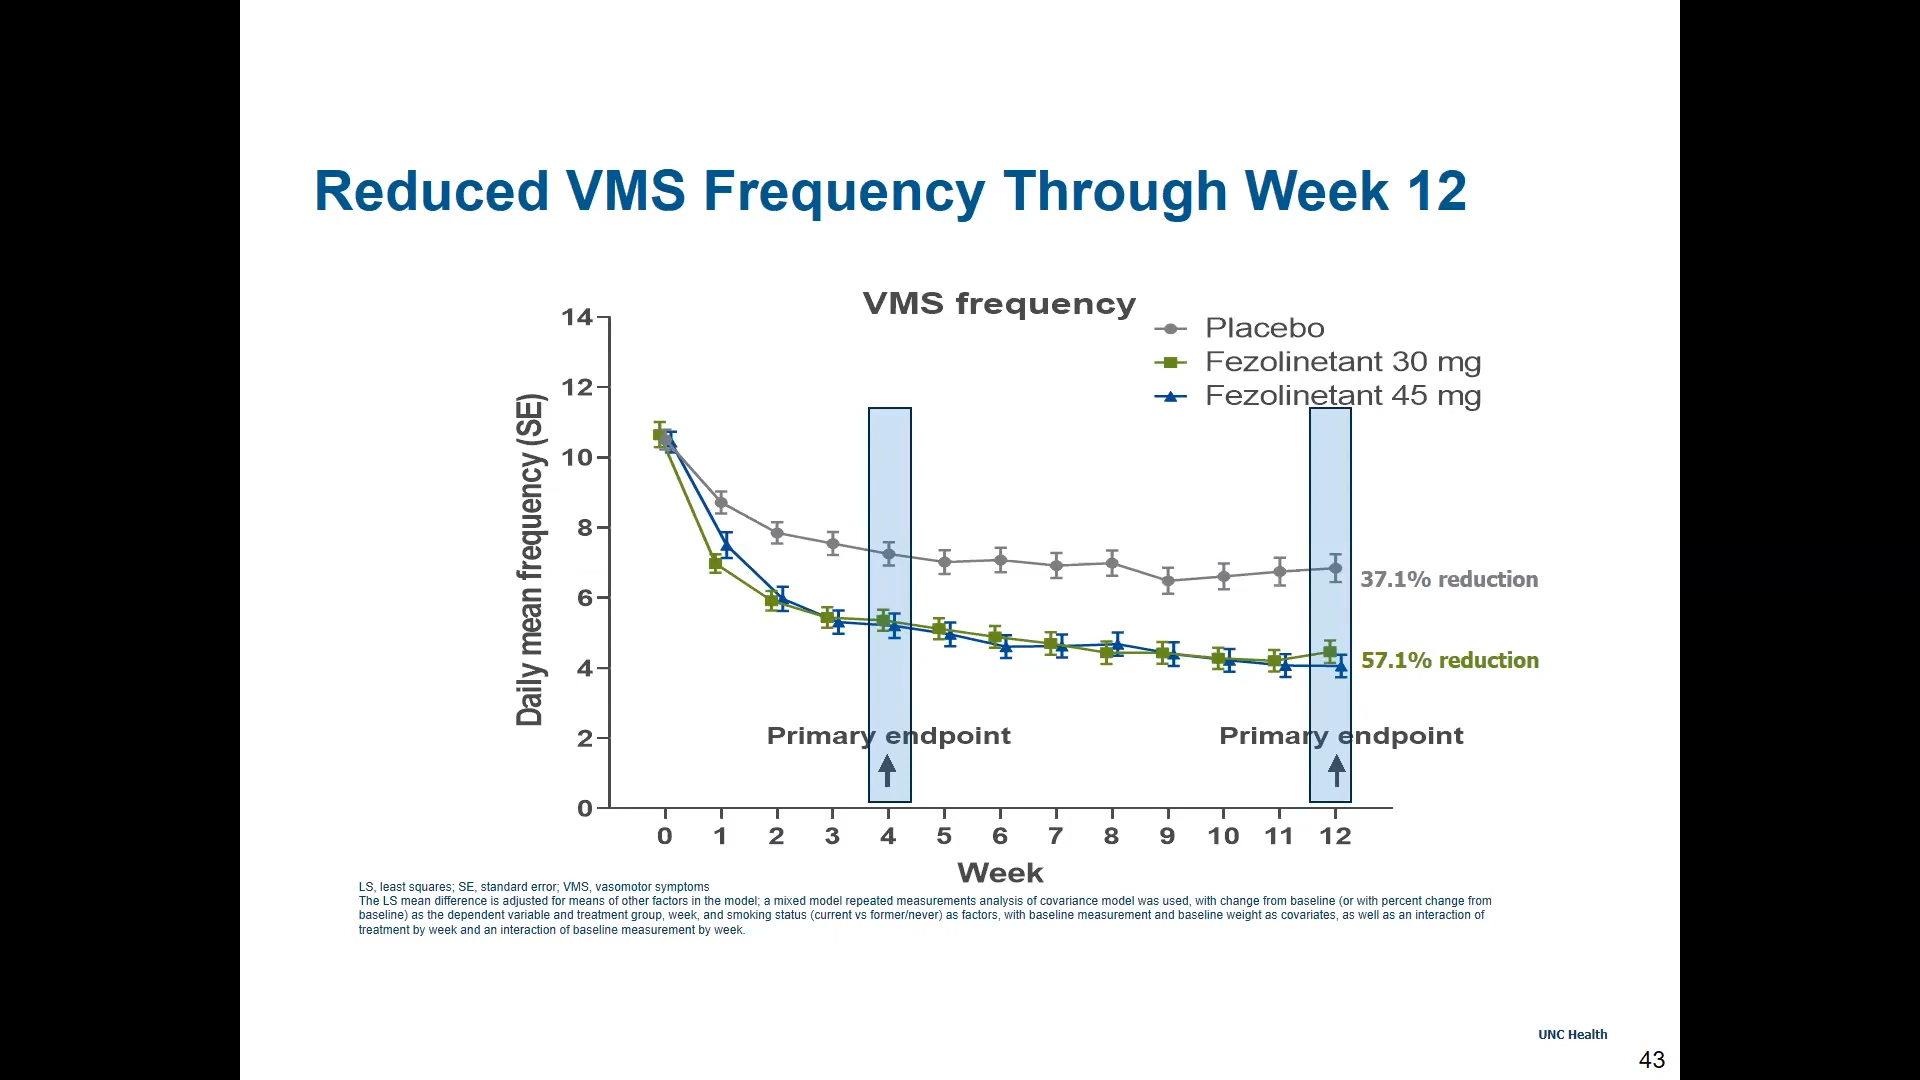 Reduced VMS Frequency Through Week 12
VMS frequency
Placebo
Fezolinetant 30 mg
Fezolinetant 45 mg
Daily mean frequency (SE)
14
12
10
8
6
4
2
0
37.1% reduction
57.1% reduction
Primary endpoint
Primary endpoint
0 1 2 3 4 5 6 7 8 9 10 11 12
Week
LS, least squares; SE, standard error; VMS, vasomotor symptoms
The LS mean difference is adjusted for means of other factors in the model; a mixed model repeated measurements analysis of covariance model was used, with change from baseline (or with percent change from
baseline) as the dependent variable and treatment group, week, and smoking status (current vs former/never) as factors, with baseline measurement and baseline weight as covariates, as well as an interaction of
treatment by week and an interaction of baseline measurement by week.
UNC Health
43